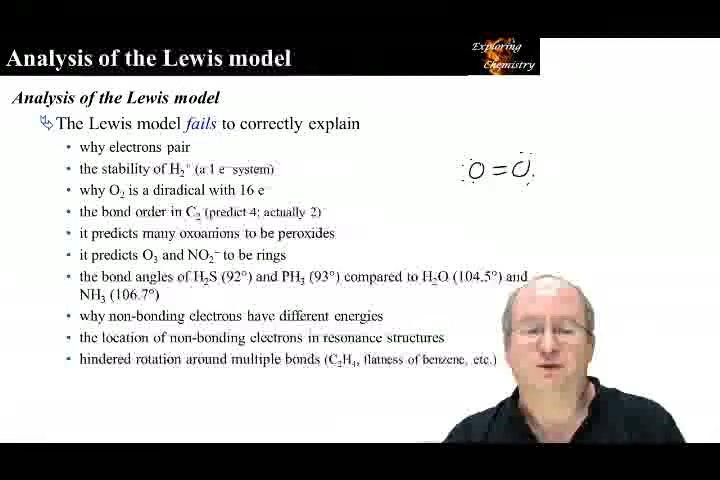 Analysis of the Lewis model
Exploring
Chemistry
Analysis of the Lewis model
The Lewis model fails to correctly explain
• why electrons pair
• the stability of H₂⁺ (a 1 e⁻ system)
• why O₂ is a diradical with 16 e⁻
• the bond order in C₂ (predict 4; actually 2)
• it predicts many oxoanions to be peroxides
• it predicts O₃ and NO₂⁻ to be rings
• the bond angles of H₂S (92°) and PH₃ (93°) compared to H₂O (104.5°) and
NH₃ (106.7°)
• why non-bonding electrons have different energies
• the location of non-bonding electrons in resonance structures
• hindered rotation around multiple bonds (C₂H₄, flatness of benzene, etc.)
O=O